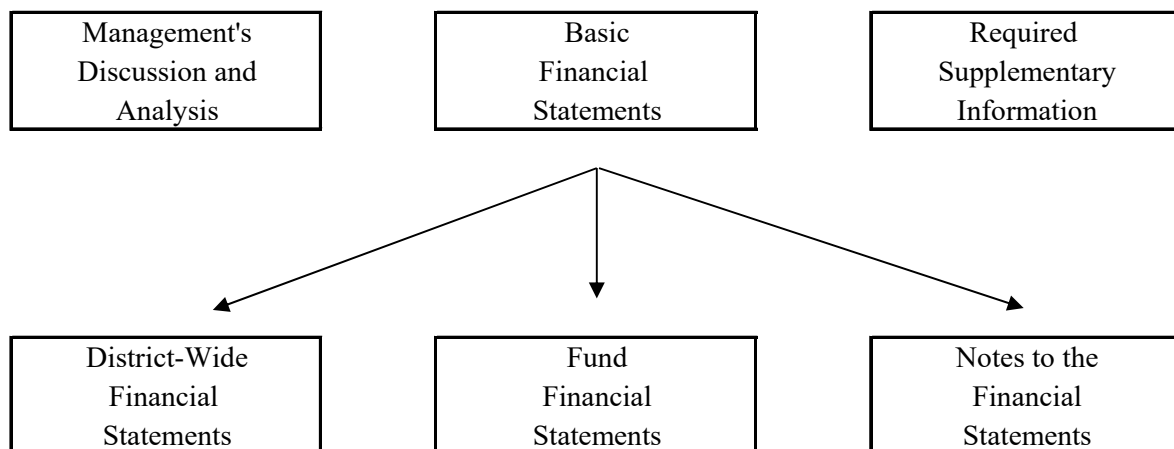 Management's
Discussion and
Analysis
Basic
Financial
Statements
Required
Supplementary
Information
District-Wide
Financial
Statements
Fund
Financial
Statements
Notes to the
Financial
Statements